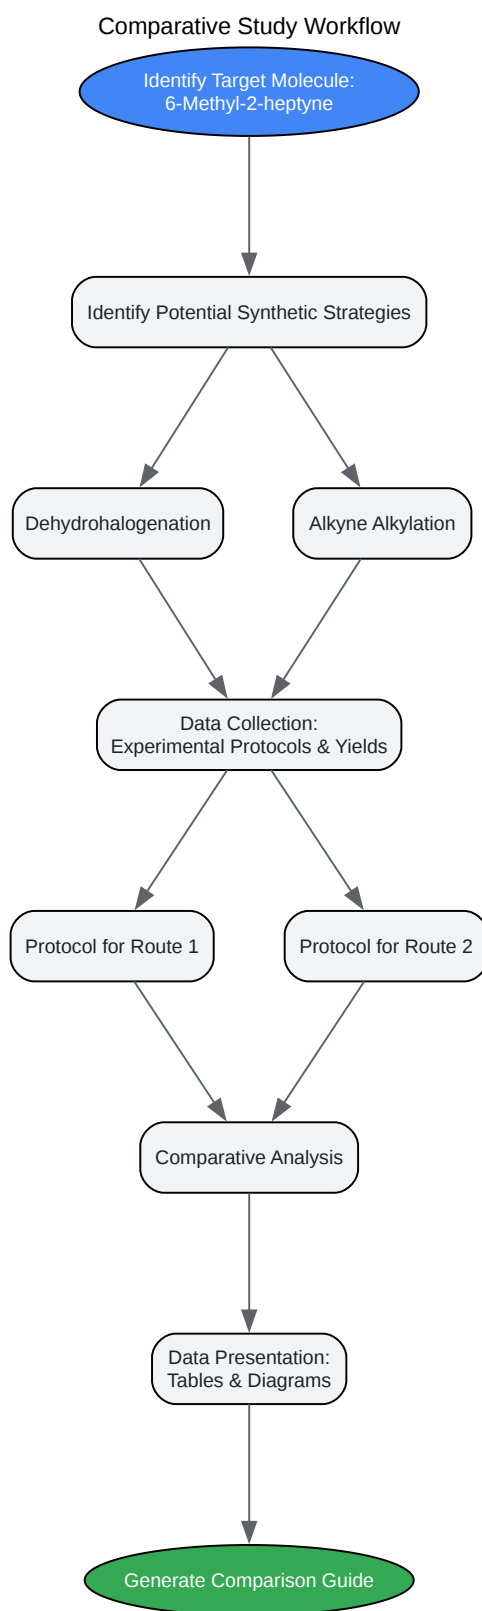 Comparative Study Workflow
Identify Target Molecule:
6-Methyl-2-heptyne
Identify Potential Synthetic Strategies
Dehydrohalogenation
Alkyne Alkylation
Data Collection:
Experimental Protocols & Yields
Protocol for Route 1
Protocol for Route 2
Comparative Analysis
Data Presentation:
Tables & Diagrams
Generate Comparison Guide